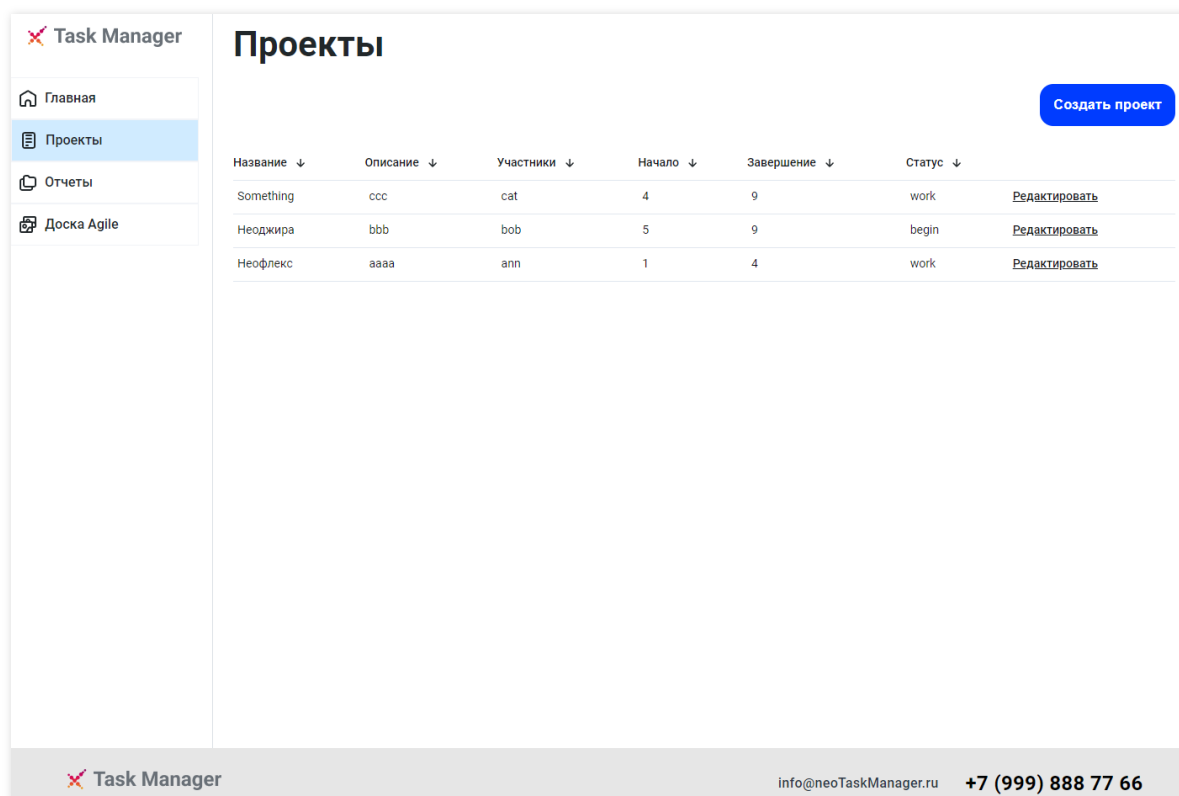 Task Manager
Проекты
Главная
Проекты
Отчеты
Доска Agile
Создать проект
Название ↓ Описание ↓ Участники ↓ Начало ↓ Завершение ↓ Статус ↓
Something ccc cat 4 9 work Редактировать
Неоджира bbb bob 5 9 begin Редактировать
Неофлекс aaaa ann 1 4 work Редактировать
Task Manager
info@neoTaskManager.ru +7 (999) 888 77 66